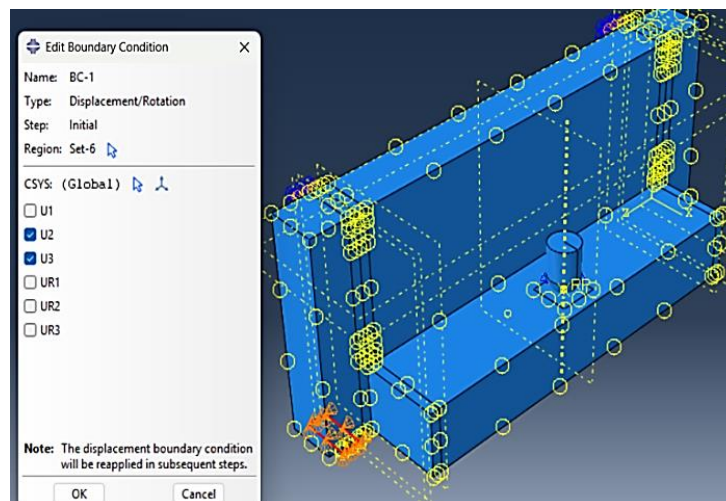 Edit Boundary Condition
Name: BC-1
Type: Displacement/Rotation
Step: Initial
Region: Set-6
CSYS: (Global)
U1
U2
U3
UR1
UR2
UR3
Note: The displacement boundary condition
will be reapplied in subsequent steps.
OK Cancel
RP